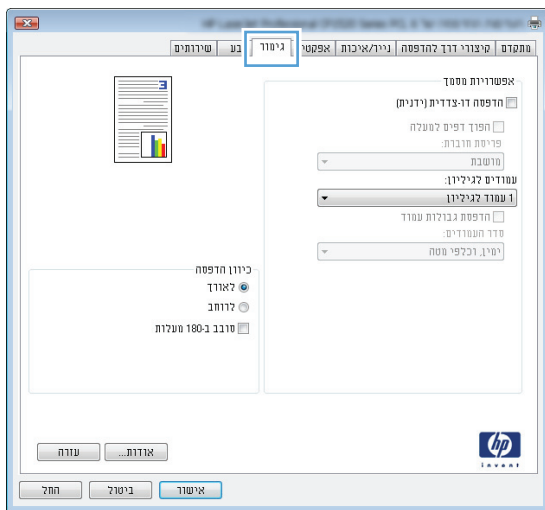 מתקדם
קיצורי דרך להדפסה
נייר/איכות
גימור
שירותים
אפשרויות מסמך
הדפסה דו-צדדית (ידנית)
הפוך דפים למעלה
פריסת חוברת:
מושבת
עמודים לגיליון:
1 עמוד לגיליון
הדפסת גבולות עמוד
סדר העמודים:
ימין, וכלפי מטה
כיוון הדפסה
לאורך
לרוחב
סובב ב-180 מעלות
3
אודות...
עזרה
hp
invent
אישור
ביטול
החל